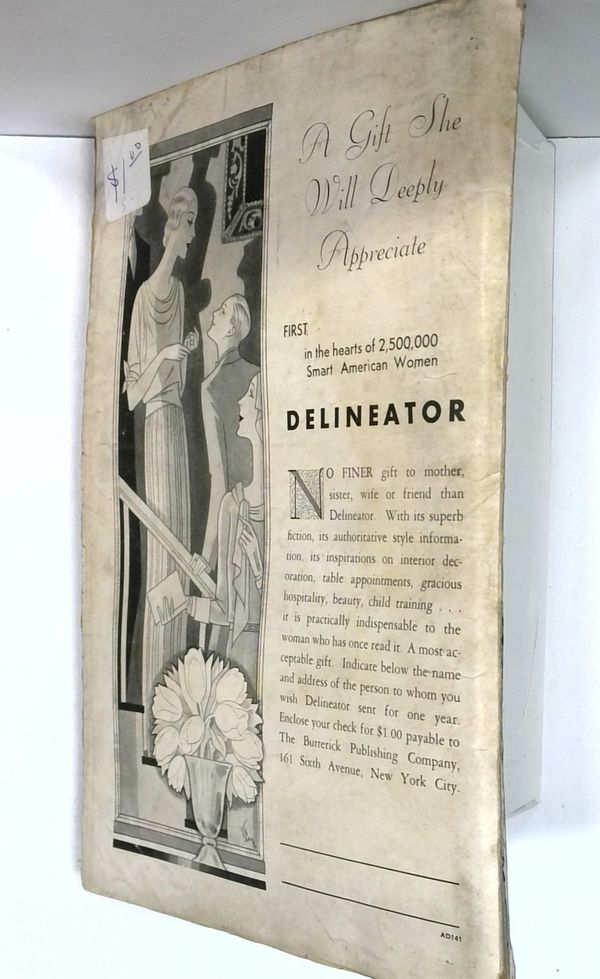 $1.00
A Gift She
Will Deeply
Appreciate
FIRST
in the hearts of 2,500,000
Smart American Women
DELINEATOR
NO FINER gift to mother,
sister, wife or friend than
Delineator. With its superb
fiction, its authoritative style informa-
tion, its inspirations on interior dec-
oration, table appointments, gracious
hospitality, beauty, child training . . .
it is practically indispensable to the
woman who has once read it. A most ac-
ceptable gift. Indicate below the name
and address of the person to whom you
wish Delineator sent for one year.
Enclose your check for $1.00 payable to
The Butterick Publishing Company,
161 Sixth Avenue, New York City.
AD141